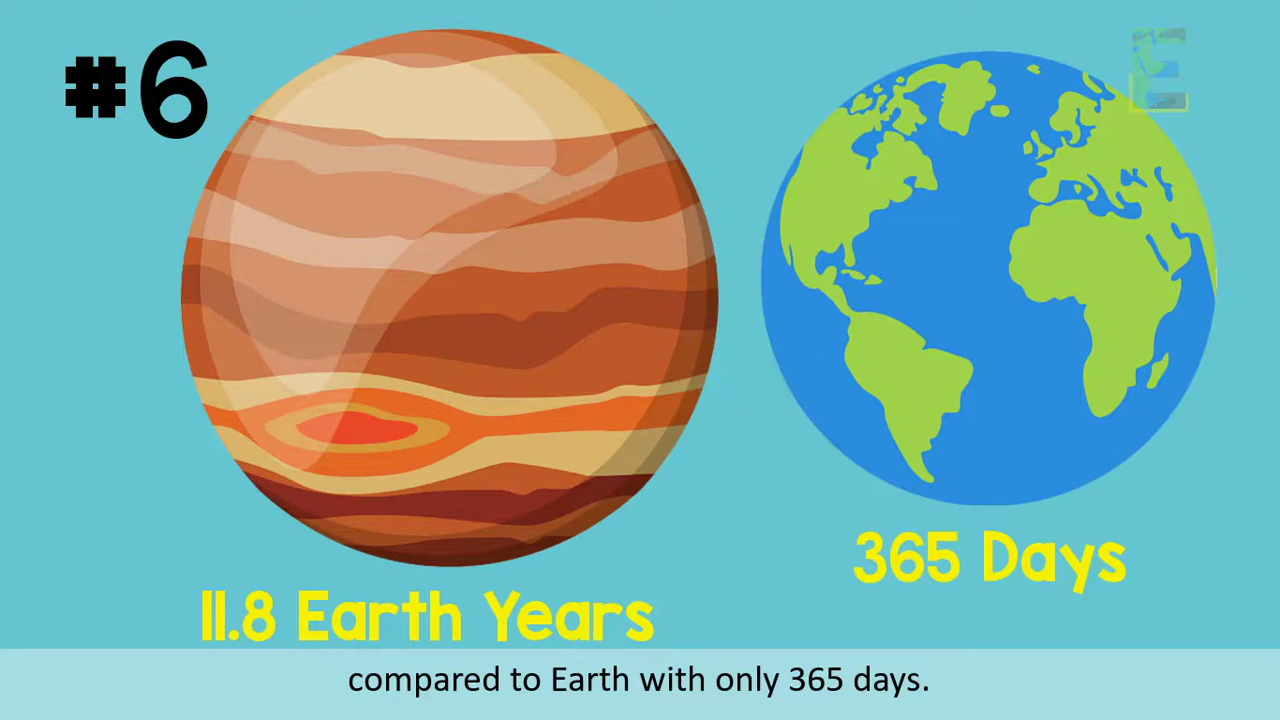 #6
E
11.8 Earth Years
365 Days
compared to Earth with only 365 days.